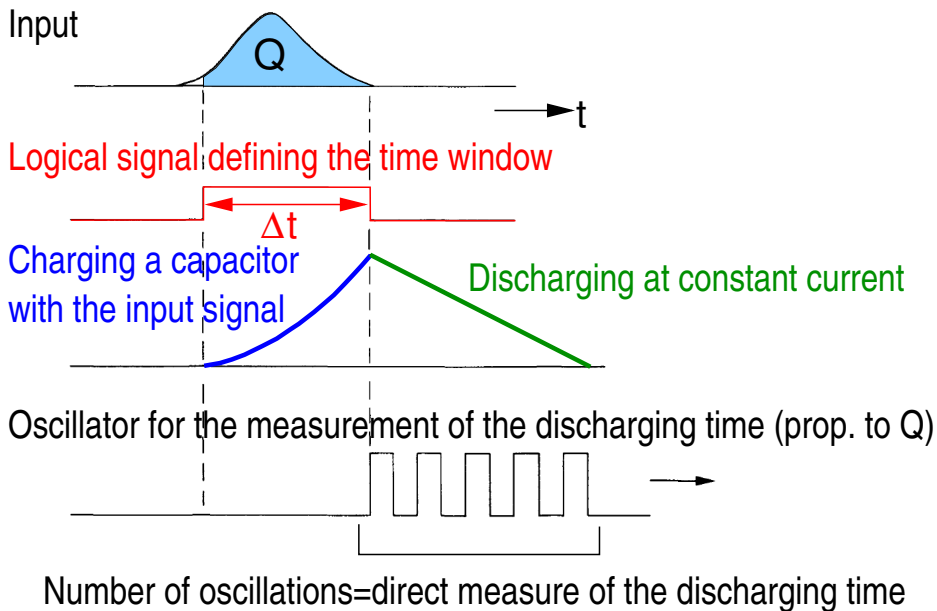 Input
Q
t
Logical signal defining the time window
Δt
Charging a capacitor
with the input signal
Discharging at constant current
Oscillator for the measurement of the discharging time (prop. to Q)
Number of oscillations=direct measure of the discharging time